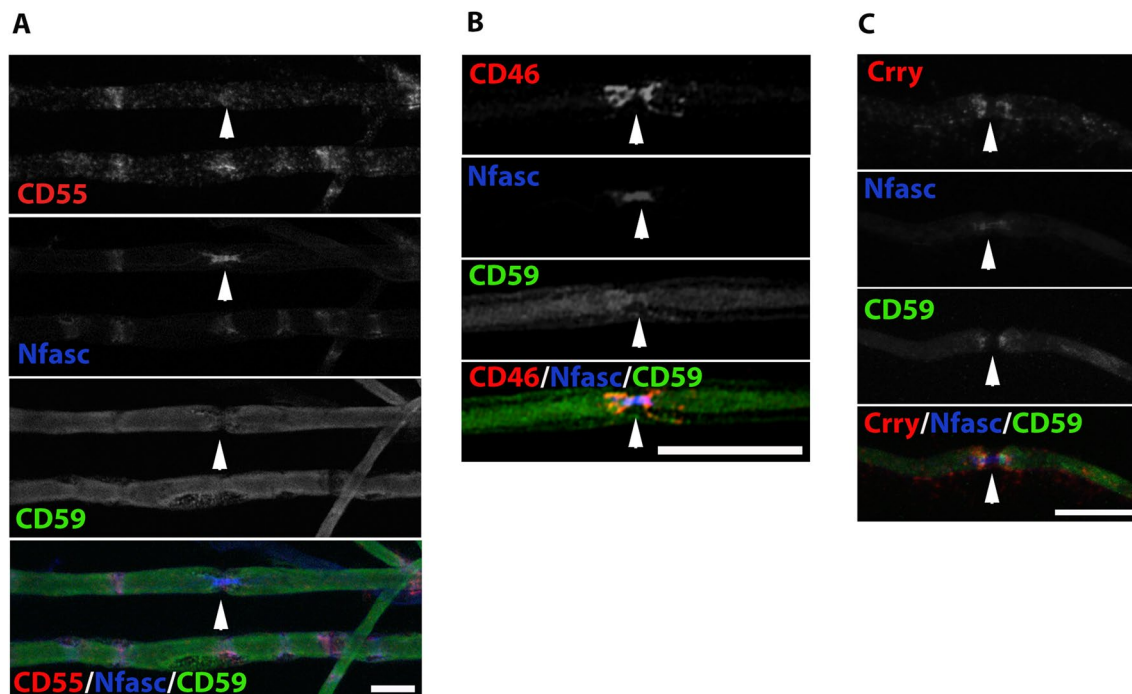 A
CD55
Nfasc
CD59
CD55/Nfasc/CD59
B
CD46
Nfasc
CD59
CD46/Nfasc/CD59
C
Crry
Nfasc
CD59
Crry/Nfasc/CD59